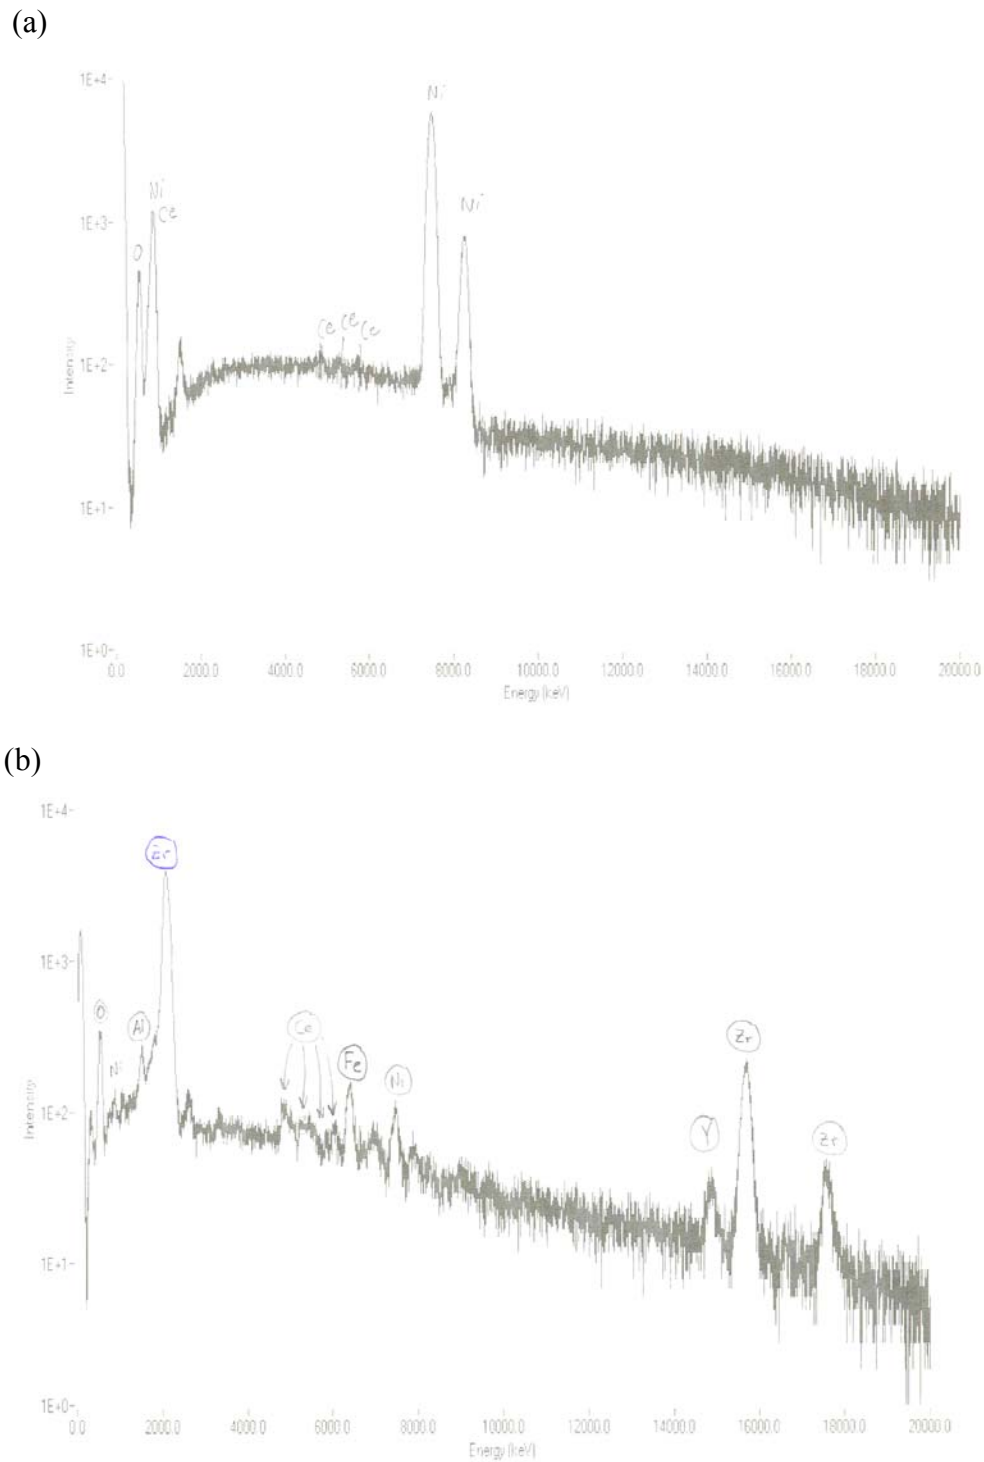 (a)
1E+4
Ni
Ni
1E+3
Ni
Ce
O
Ce Ce Ce
1E+2
Intensity
1E+1
1E+0
0.0 2000.0 4000.0 6000.0 8000.0 10000.0 12000.0 14000.0 16000.0 18000.0 20000.0
Energy (keV)
(b)
1E+4
Zr
1E+3
O
Ni
Al
Ce
Fe
Ni
Zr
Y
Zr
1E+2
Intensity
1E+1
1E+0
0.0 2000.0 4000.0 6000.0 8000.0 10000.0 12000.0 14000.0 16000.0 18000.0 20000.0
Energy (keV)